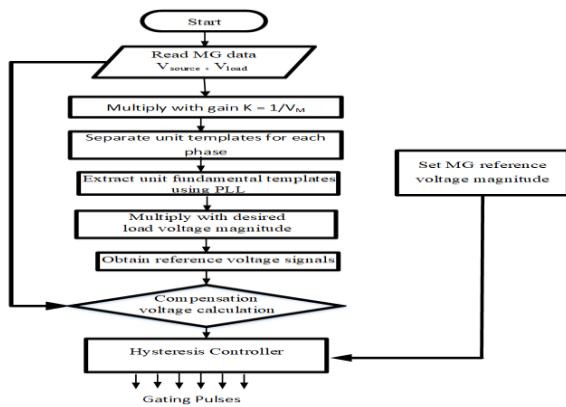 Start
Read MG data
Vsource , Vload
Multiply with gain K = 1/VM
Separate unit templates for each
phase
Extract unit fundamental templates
using PLL
Multiply with desired
load voltage magnitude
Obtain reference voltage signals
Compensation
voltage calculation
Hysteresis Controller
Gating Pulses
Set MG reference
voltage magnitude